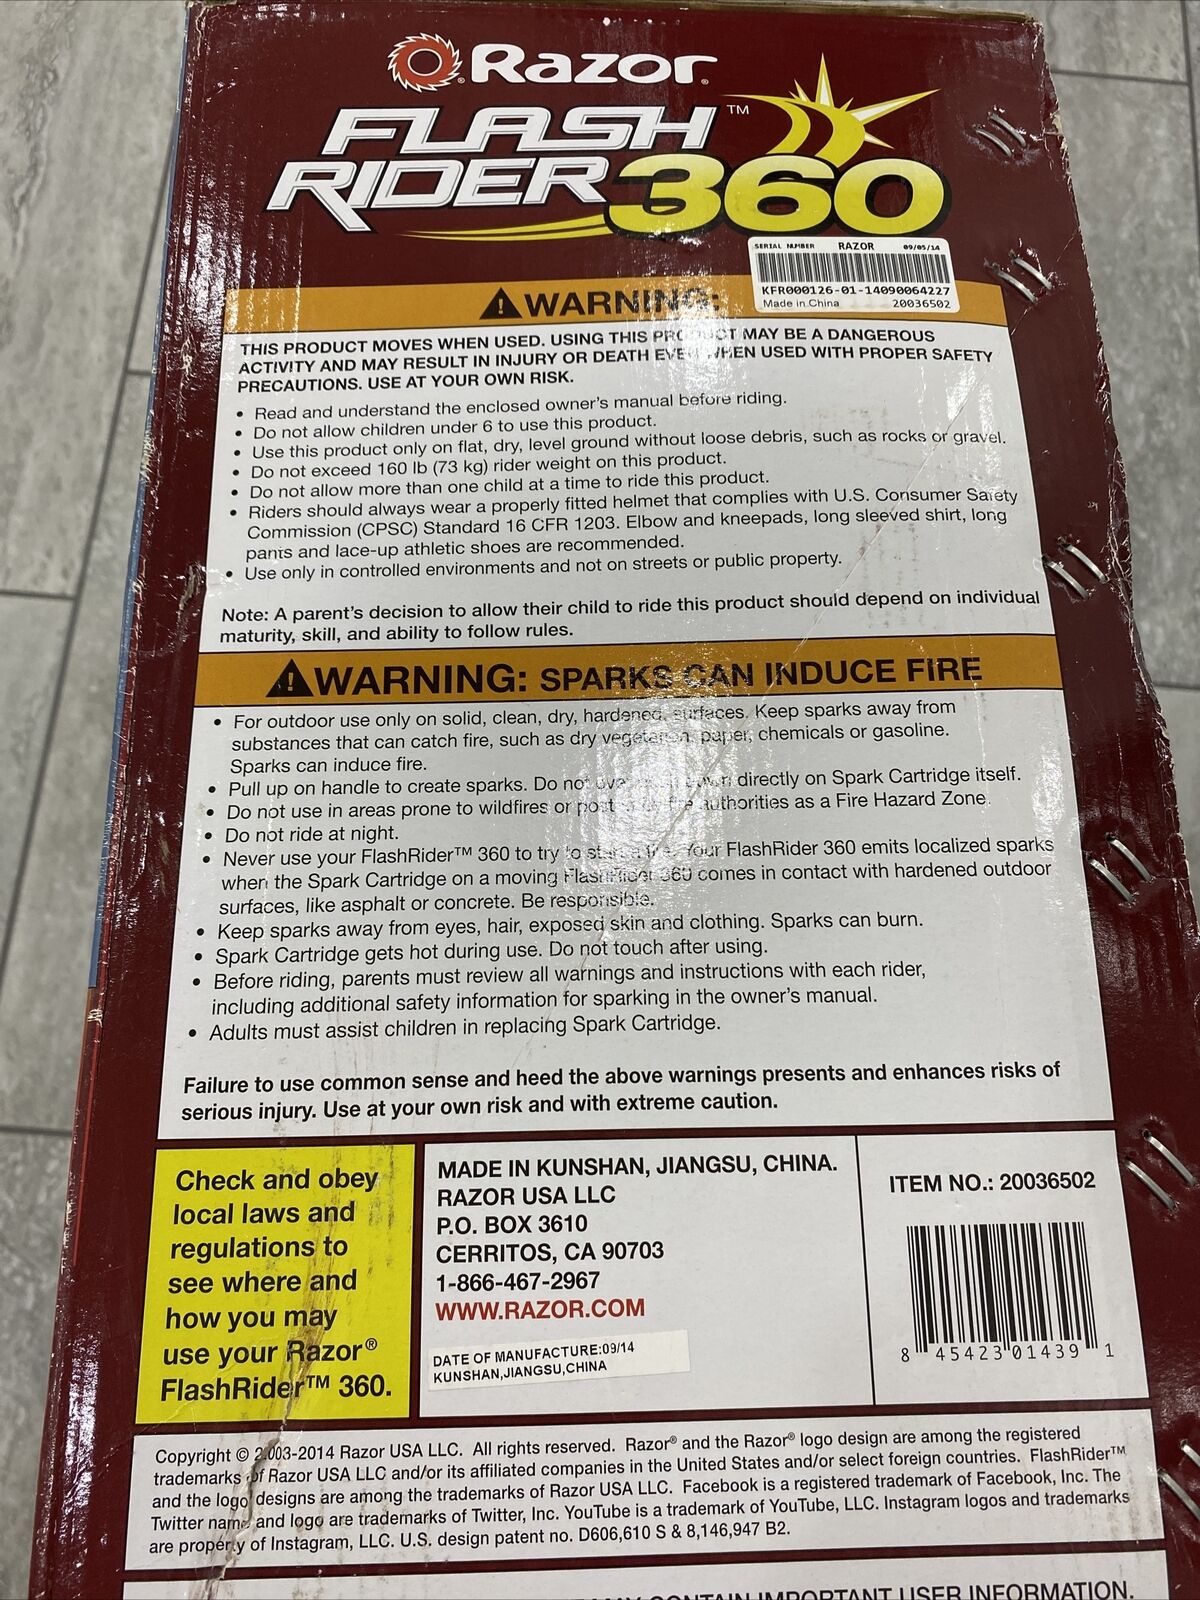 Razor®
FLASH™
RIDER 360
SERIAL NUMBER RAZOR 09/05/14
KFR000126-01-14090064227
Made in China 20036502
WARNING:
THIS PRODUCT MOVES WHEN USED. USING THIS PRODUCT MAY BE A DANGEROUS
ACTIVITY AND MAY RESULT IN INJURY OR DEATH EVEN WHEN USED WITH PROPER SAFETY
PRECAUTIONS. USE AT YOUR OWN RISK.
• Read and understand the enclosed owner's manual before riding.
• Do not allow children under 6 to use this product.
• Use this product only on flat, dry, level ground without loose debris, such as rocks or gravel.
• Do not exceed 160 lb (73 kg) rider weight on this product.
• Do not allow more than one child at a time to ride this product.
• Riders should always wear a properly fitted helmet that complies with U.S. Consumer Safety
Commission (CPSC) Standard 16 CFR 1203. Elbow and kneepads, long sleeved shirt, long
pants and lace-up athletic shoes are recommended.
• Use only in controlled environments and not on streets or public property.
Note: A parent's decision to allow their child to ride this product should depend on individual
maturity, skill, and ability to follow rules.
WARNING: SPARKS CAN INDUCE FIRE
• For outdoor use only on solid, clean, dry, hardened, surfaces. Keep sparks away from
substances that can catch fire, such as dry vegetation, paper, chemicals or gasoline.
Sparks can induce fire.
• Pull up on handle to create sparks. Do not directly on Spark Cartridge itself.
• Do not use in areas prone to wildfires or by fire authorities as a Fire Hazard Zone.
• Do not ride at night.
• Never use your FlashRider™ 360 to try to start a fire. Your FlashRider 360 emits localized sparks
when the Spark Cartridge on a moving FlashRider 360 comes in contact with hardened outdoor
surfaces, like asphalt or concrete. Be responsible.
• Keep sparks away from eyes, hair, exposed skin and clothing. Sparks can burn.
• Spark Cartridge gets hot during use. Do not touch after using.
• Before riding, parents must review all warnings and instructions with each rider,
including additional safety information for sparking in the owner's manual.
• Adults must assist children in replacing Spark Cartridge.
Failure to use common sense and heed the above warnings presents and enhances risks of
serious injury. Use at your own risk and with extreme caution.
Check and obey
local laws and
regulations to
see where and
how you may
use your Razor®
FlashRider™ 360.
MADE IN KUNSHAN, JIANGSU, CHINA.
RAZOR USA LLC
P.O. BOX 3610
CERRITOS, CA 90703
1-866-467-2967
WWW.RAZOR.COM
DATE OF MANUFACTURE:09/14
KUNSHAN,JIANGSU,CHINA
ITEM NO.: 20036502
8 45423 01439 1
Copyright © 2003-2014 Razor USA LLC. All rights reserved. Razor® and the Razor® logo design are among the registered
trademarks of Razor USA LLC and/or its affiliated companies in the United States and/or select foreign countries. FlashRider™
and the logo designs are among the trademarks of Razor USA LLC. Facebook is a registered trademark of Facebook, Inc. The
Twitter name and logo are trademarks of Twitter, Inc. YouTube is a trademark of YouTube, LLC. Instagram logos and trademarks
are property of Instagram, LLC. U.S. design patent no. D606,610 S & 8,146,947 B2.
CONTAIN IMPORTANT USER INFORMATION.